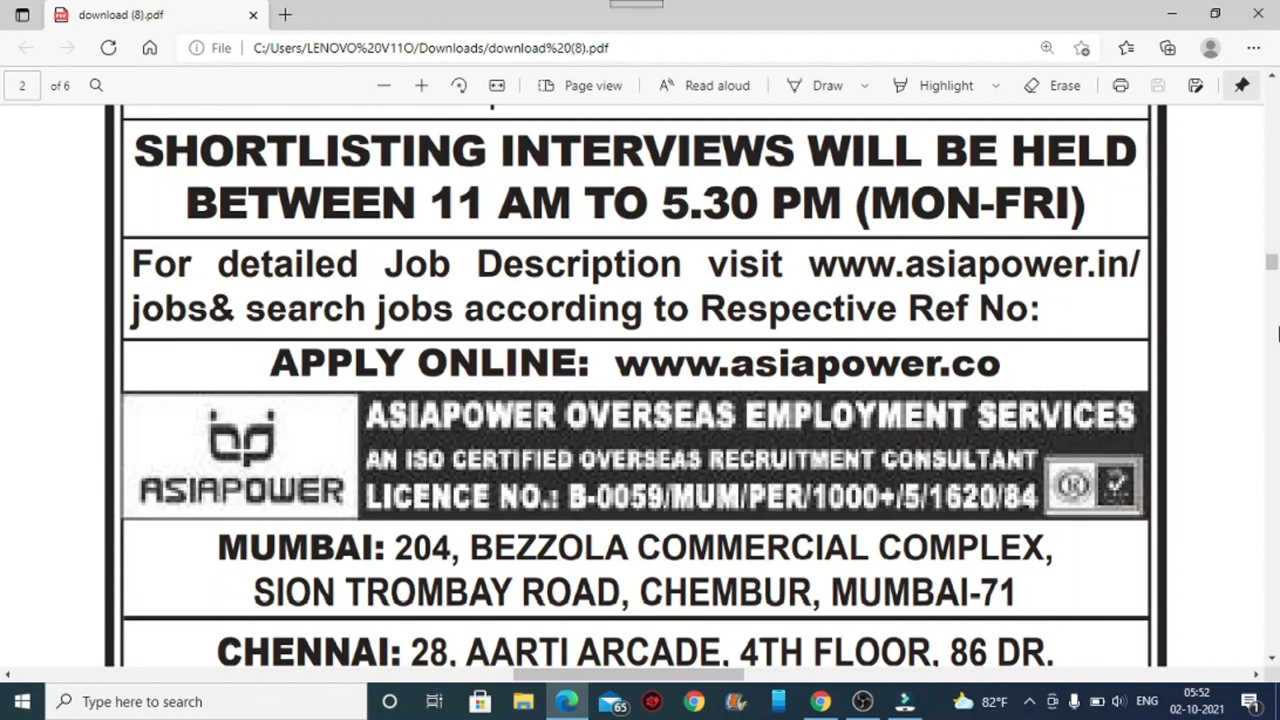 download (8).pdf
File C:/Users/LENOVO%20V11O/Downloads/download%20(8).pdf
2 of 6 Page view Read aloud Draw Highlight Erase
SHORTLISTING INTERVIEWS WILL BE HELD
BETWEEN 11 AM TO 5.30 PM (MON-FRI)
For detailed Job Description visit www.asiapower.in/
jobs& search jobs according to Respective Ref No:
APPLY ONLINE: www.asiapower.co
ASIAPOWER
ASIAPOWER OVERSEAS EMPLOYMENT SERVICES
AN ISO CERTIFIED OVERSEAS RECRUITMENT CONSULTANT
LICENCE NO.: B-0059/MUM/PER/1000+/5/1620/84
MUMBAI: 204, BEZZOLA COMMERCIAL COMPLEX,
SION TROMBAY ROAD, CHEMBUR, MUMBAI-71
CHENNAI: 28, AARTI ARCADE, 4TH FLOOR, 86 DR.
Type here to search 65 82°F ENG 05:52
02-10-2021 1